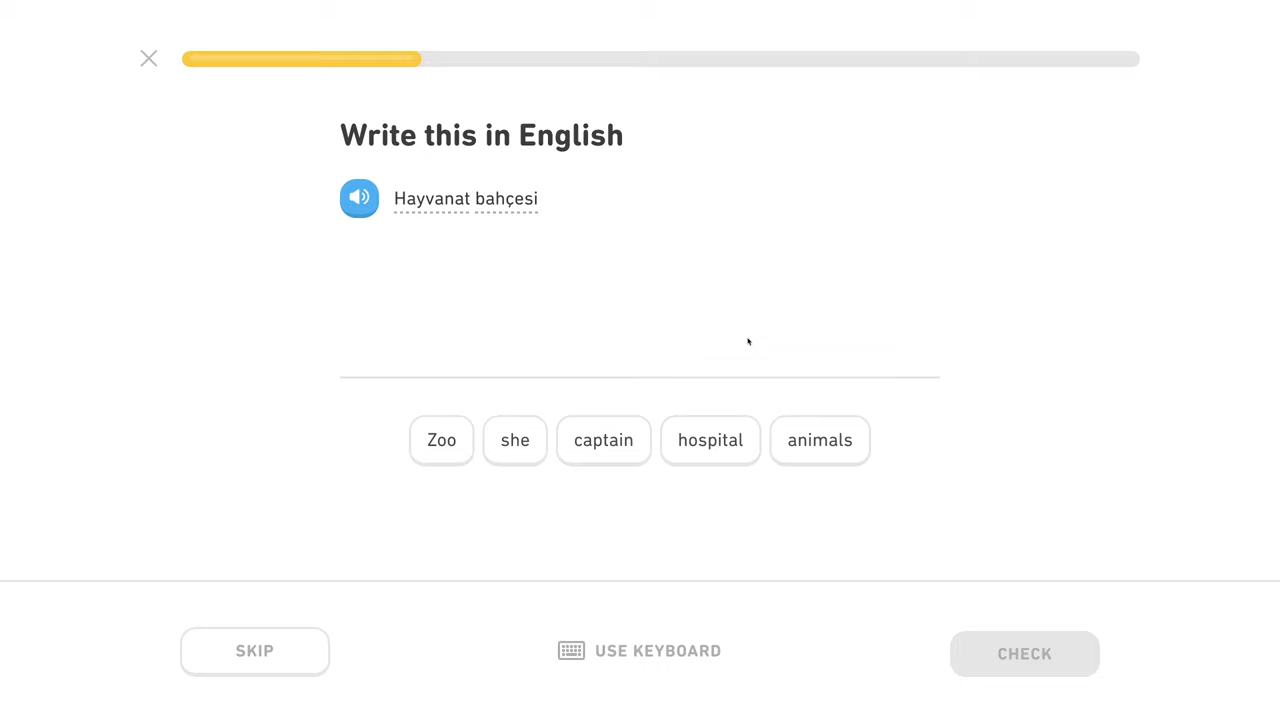 Write this in English
Hayvanat bahçesi
Zoo she captain hospital animals
SKIP USE KEYBOARD CHECK